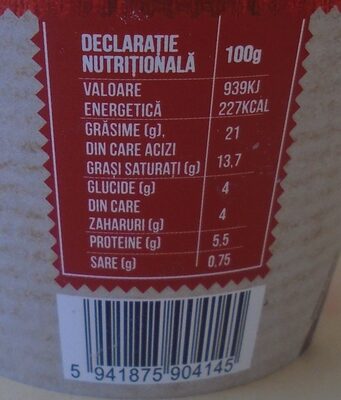 DECLARAȚIE
NUTRIȚIONALĂ 100g
VALOARE 939KJ
ENERGETICĂ 227KCAL
GRĂSIME (g), 21
DIN CARE ACIZI
GRAȘI SATURAȚI (g) 13,7
GLUCIDE (g) 4
DIN CARE
ZAHARURI (g) 4
PROTEINE (g) 5,5
SARE (g) 0,75
5 941875 904145